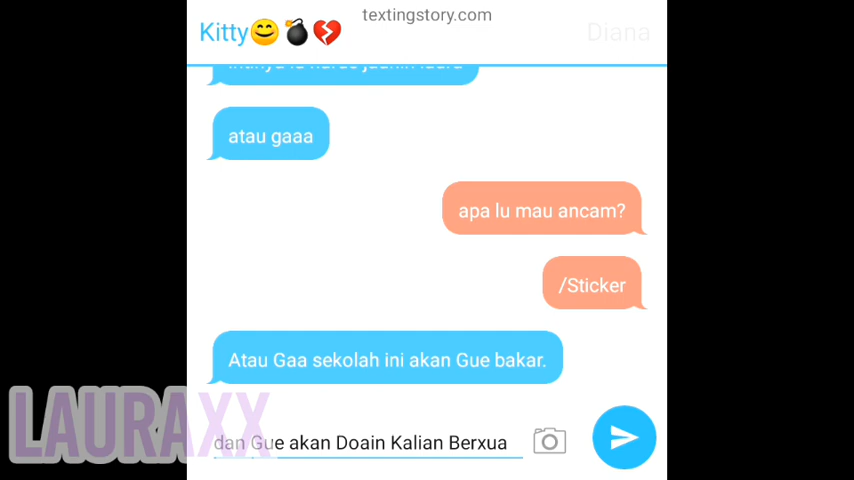 textingstory.com
Kitty😊💣💔
Diana
atau gaaa
apa lu mau ancam?
/Sticker
Atau Gaa sekolah ini akan Gue bakar.
LAURAXX
dan Gue akan Doain Kalian Berxua